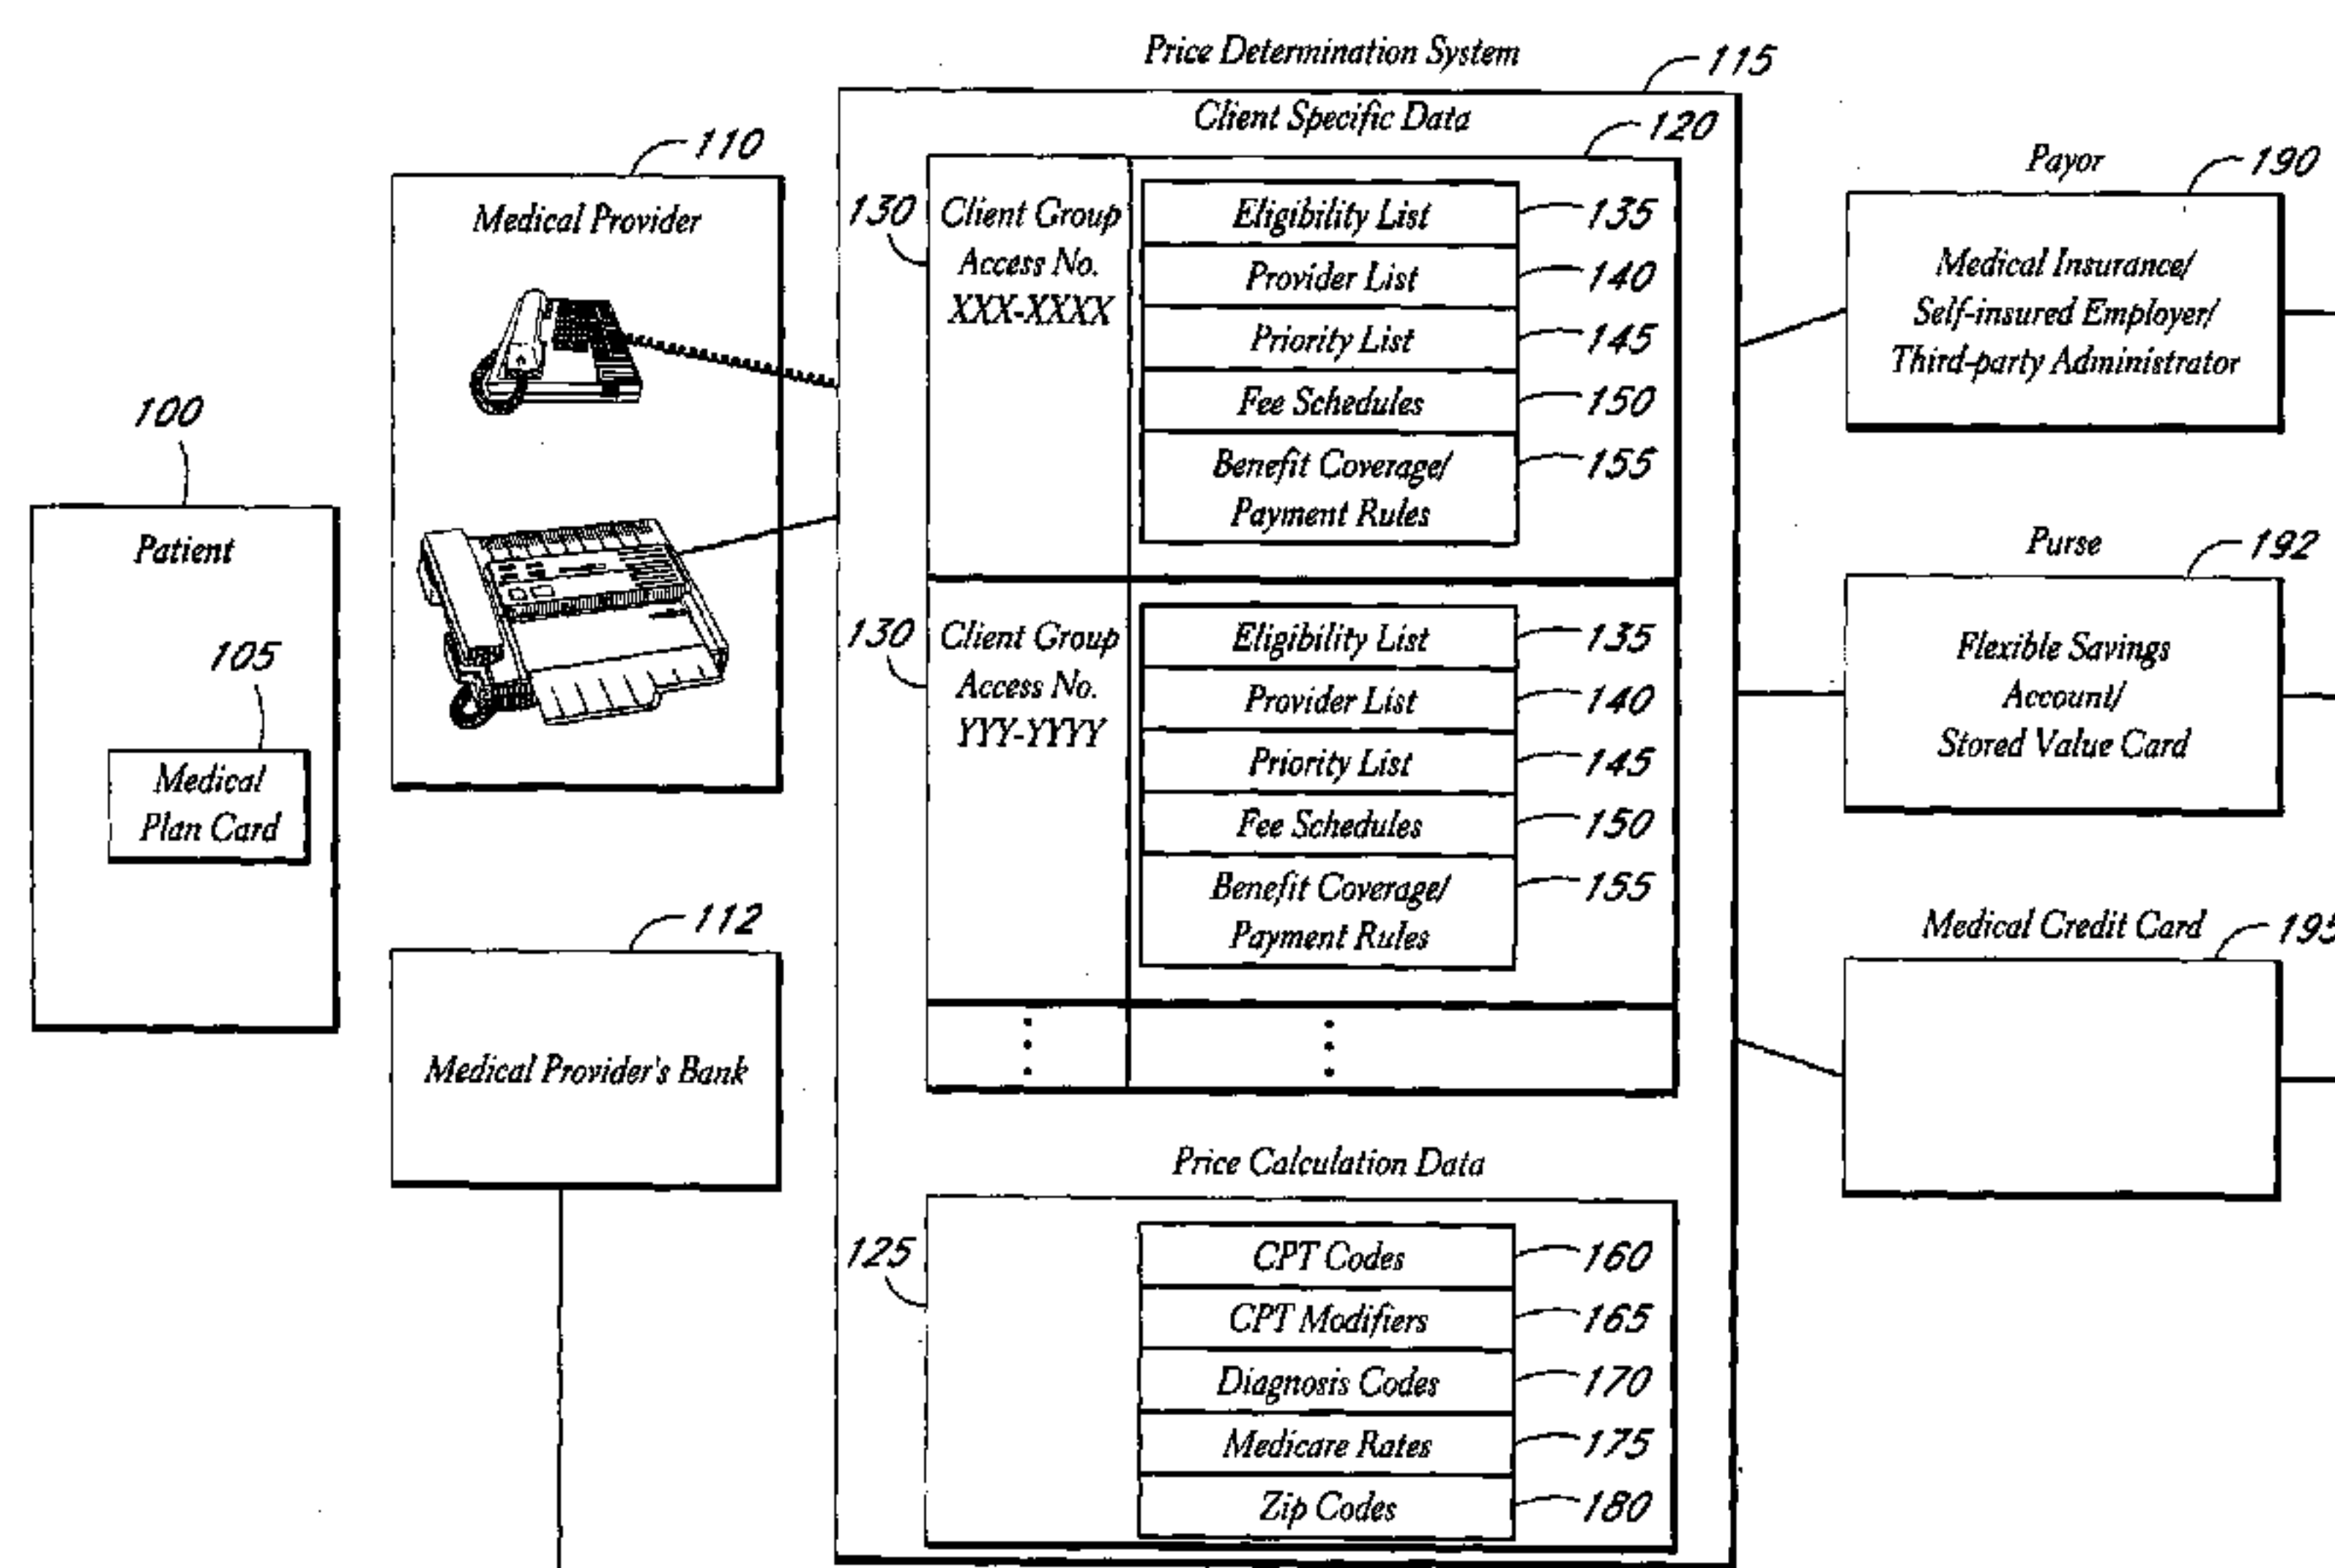 Price Determination System
115
Client Specific Data
120
110
Medical Provider
130
Client Group
Access No.
XXX-XXXX
Eligibility List
135
Provider List
140
Priority List
145
Fee Schedules
150
Benefit Coverage/
Payment Rules
155
Payor
190
Medical Insurance/
Self-insured Employer/
Third-party Administrator
100
Patient
105
Medical
Plan Card
130
Client Group
Access No.
YYY-YYYY
Eligibility List
135
Provider List
140
Priority List
145
Fee Schedules
150
Benefit Coverage/
Payment Rules
155
Purse
192
Flexible Savings
Account/
Stored Value Card
112
Medical Provider's Bank
Medical Credit Card
195
Price Calculation Data
125
CPT Codes
160
CPT Modifiers
165
Diagnosis Codes
170
Medicare Rates
175
Zip Codes
180